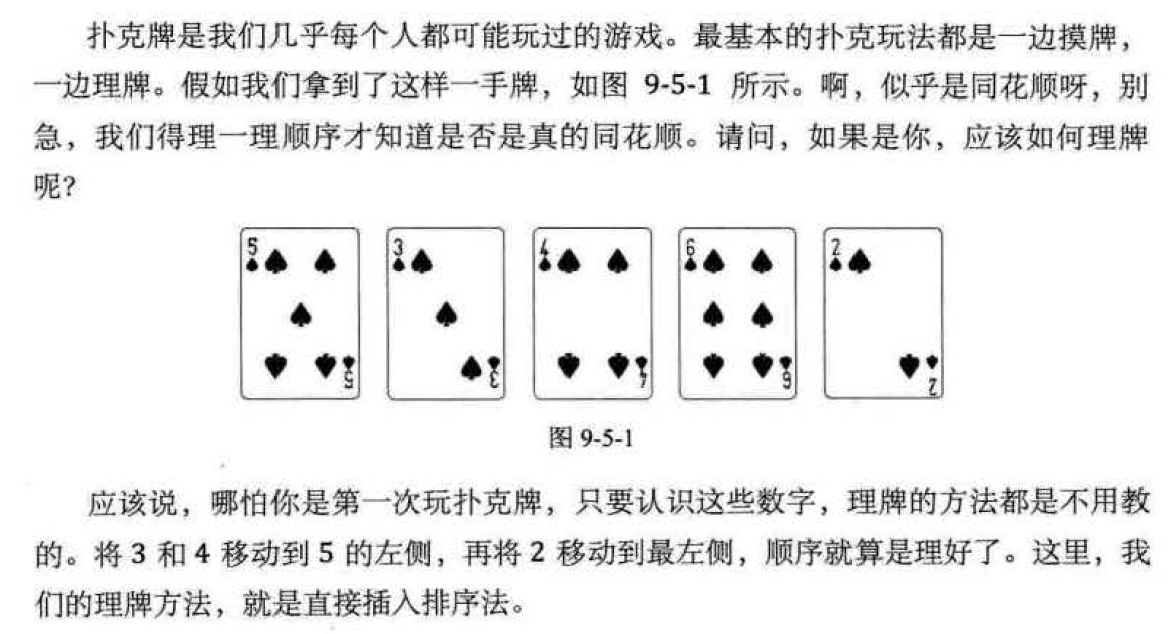 扑克牌是我们几乎每个人都可能玩过的游戏。最基本的扑克玩法都是一边摸牌，
一边理牌。假如我们拿到了这样一手牌，如图 9-5-1 所示。啊，似乎是同花顺呀，别
急，我们得理一理顺序才知道是否是真的同花顺。请问，如果是你，应该如何理牌
呢？
5 3 4 6 2
5 3 4 6 2
图 9-5-1
应该说，哪怕你是第一次玩扑克牌，只要认识这些数字，理牌的方法都是不用教
的。将 3 和 4 移动到 5 的左侧，再将 2 移动到最左侧，顺序就算是理好了。这里，我
们的理牌方法，就是直接插入排序法。